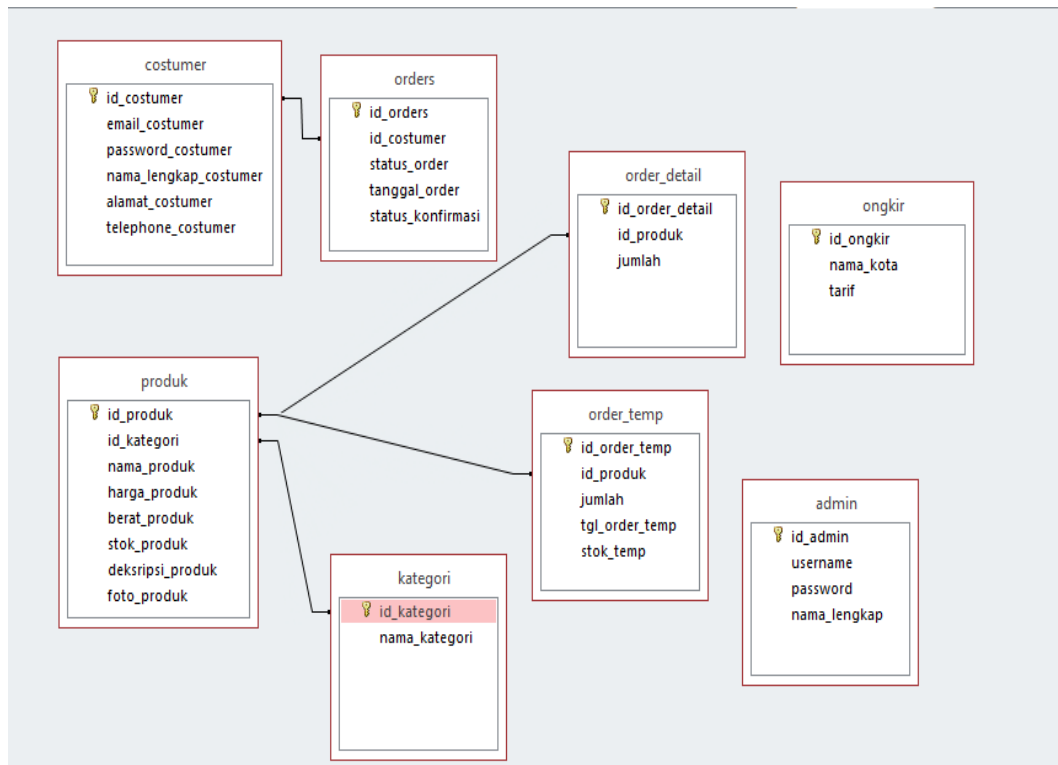 costumer
id_costumer
email_costumer
password_costumer
nama_lengkap_costumer
alamat_costumer
telephone_costumer
orders
id_orders
id_costumer
status_order
tanggal_order
status_konfirmasi
order_detail
id_order_detail
id_produk
jumlah
ongkir
id_ongkir
nama_kota
tarif
produk
id_produk
id_kategori
nama_produk
harga_produk
berat_produk
stok_produk
deksripsi_produk
foto_produk
order_temp
id_order_temp
id_produk
jumlah
tgl_order_temp
stok_temp
kategori
id_kategori
nama_kategori
admin
id_admin
username
password
nama_lengkap